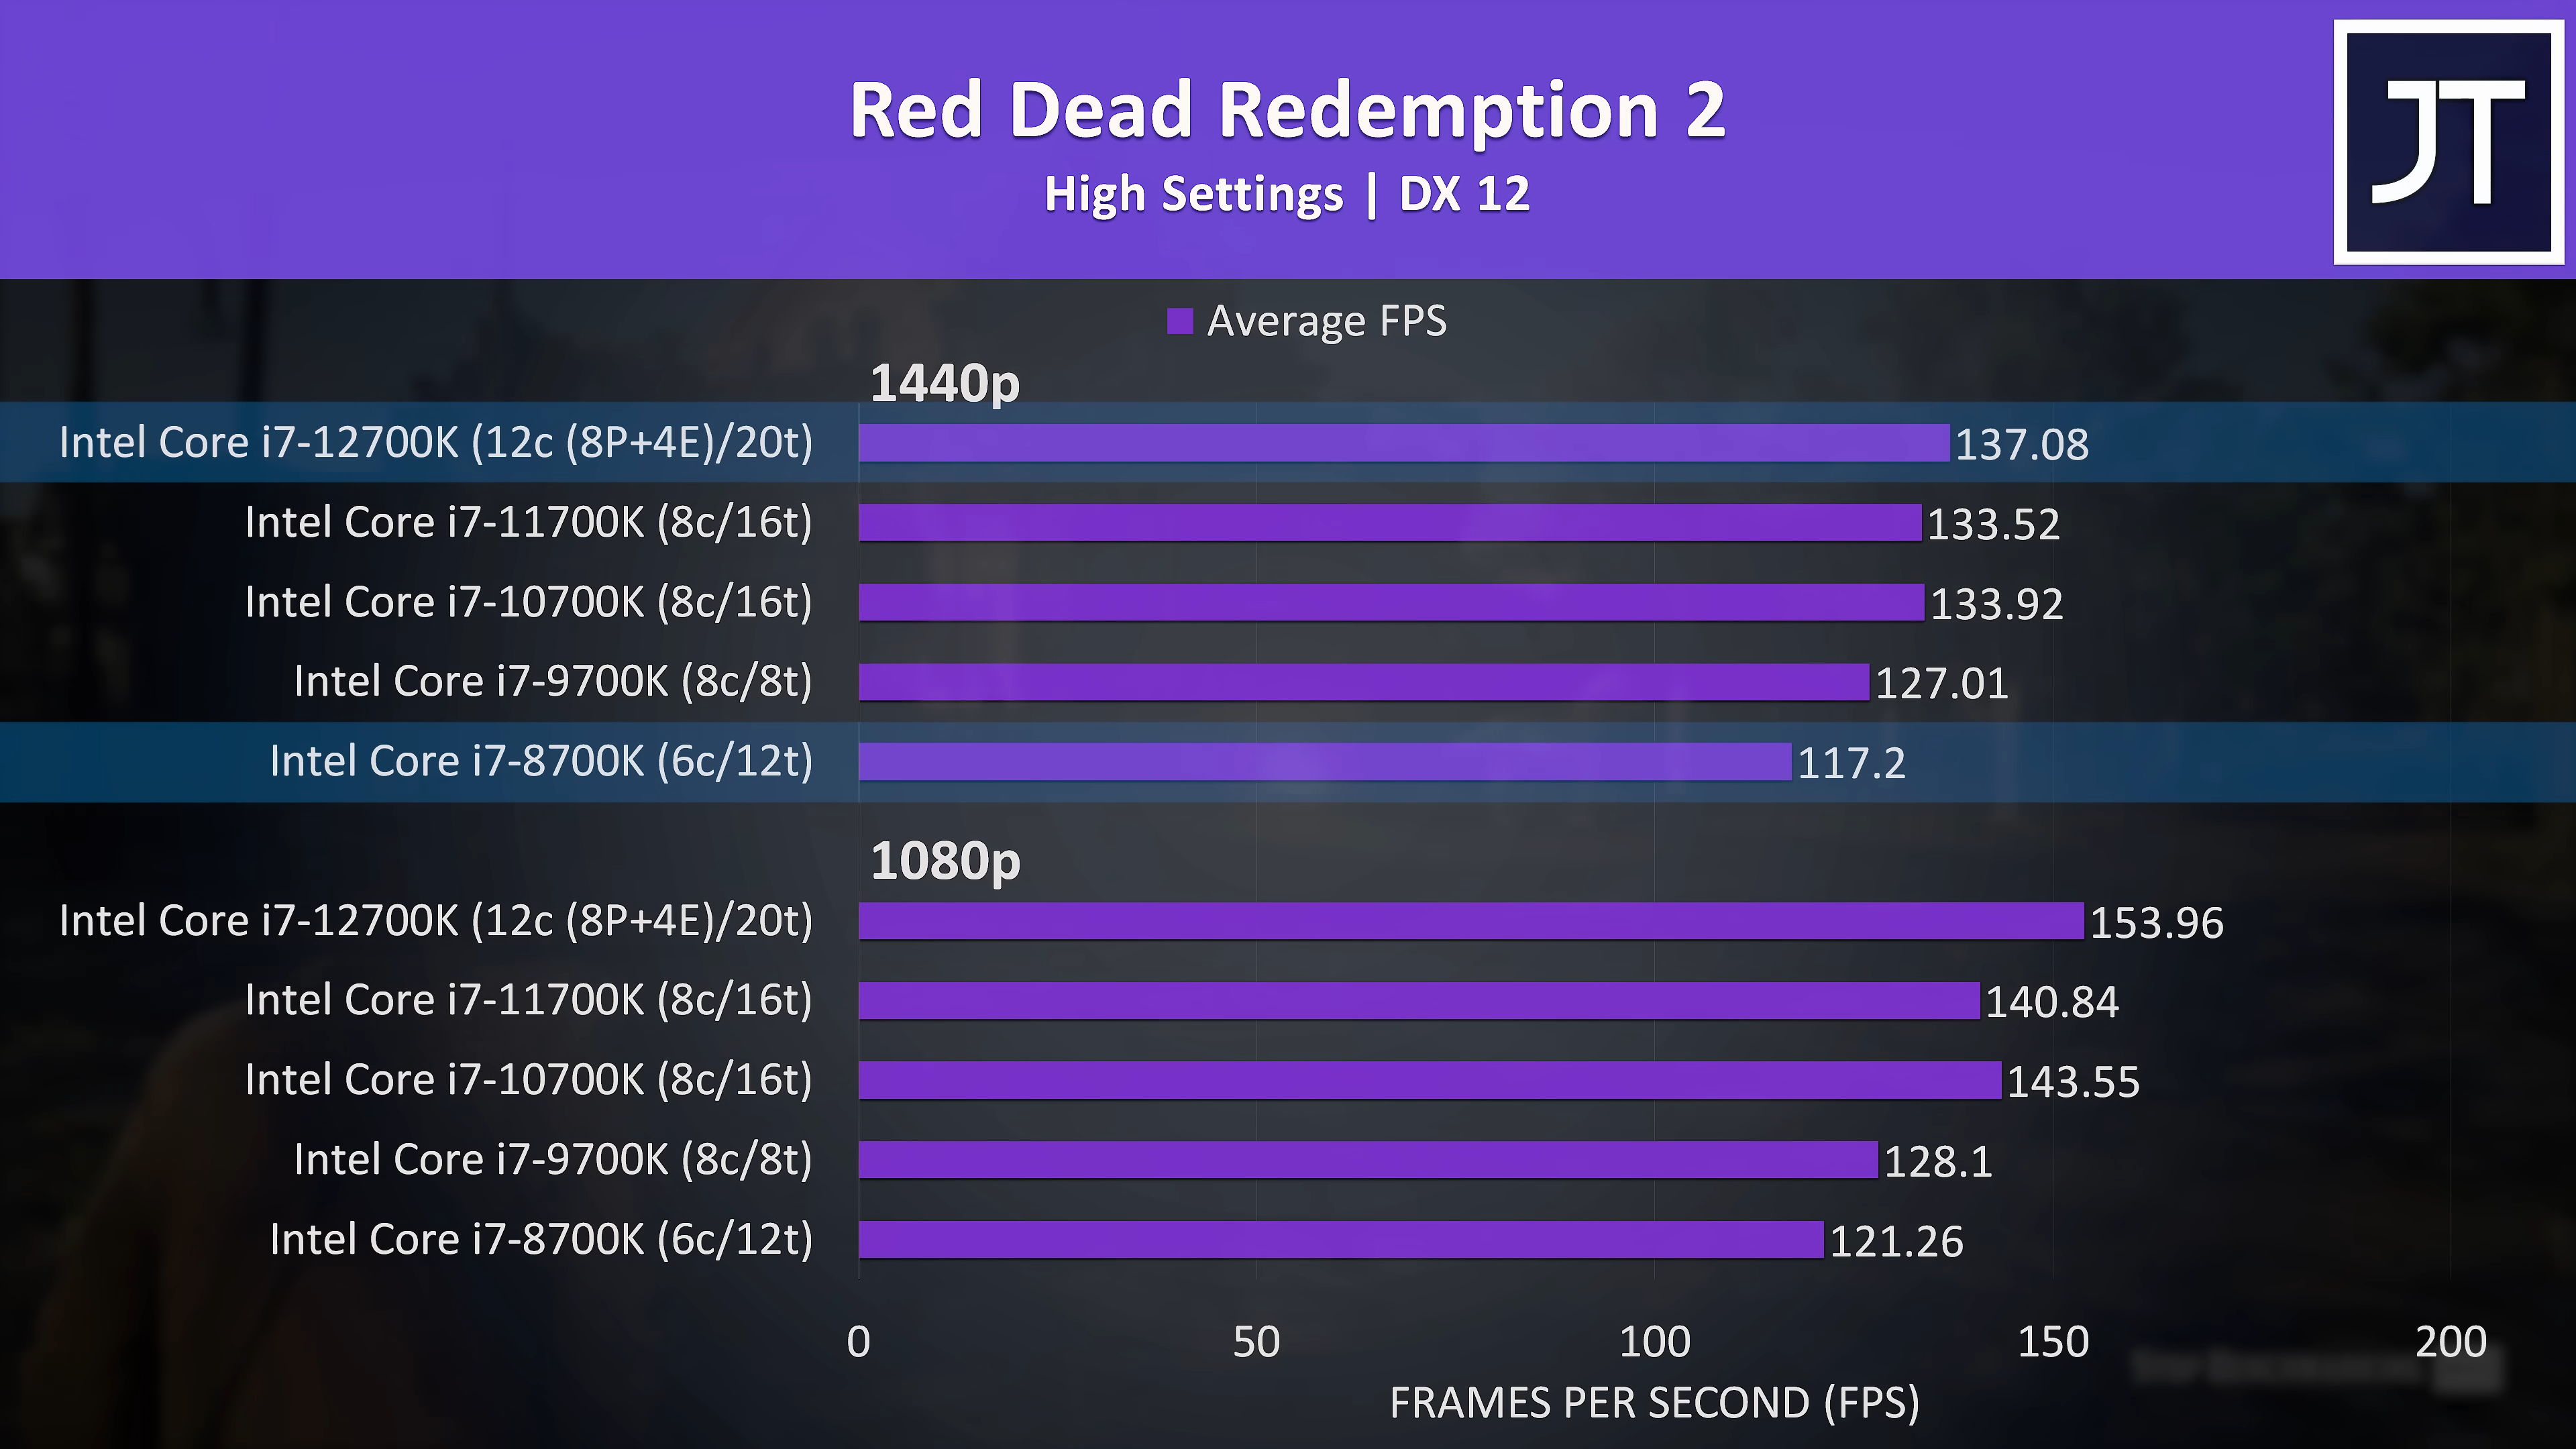 Red Dead Redemption 2
High Settings | DX 12
JT
Average FPS
1440p
Intel Core i7-12700K (12c (8P+4E)/20t) 137.08
Intel Core i7-11700K (8c/16t) 133.52
Intel Core i7-10700K (8c/16t) 133.92
Intel Core i7-9700K (8c/8t) 127.01
Intel Core i7-8700K (6c/12t) 117.2
1080p
Intel Core i7-12700K (12c (8P+4E)/20t) 153.96
Intel Core i7-11700K (8c/16t) 140.84
Intel Core i7-10700K (8c/16t) 143.55
Intel Core i7-9700K (8c/8t) 128.1
Intel Core i7-8700K (6c/12t) 121.26
0 50 100 150 200
FRAMES PER SECOND (FPS)